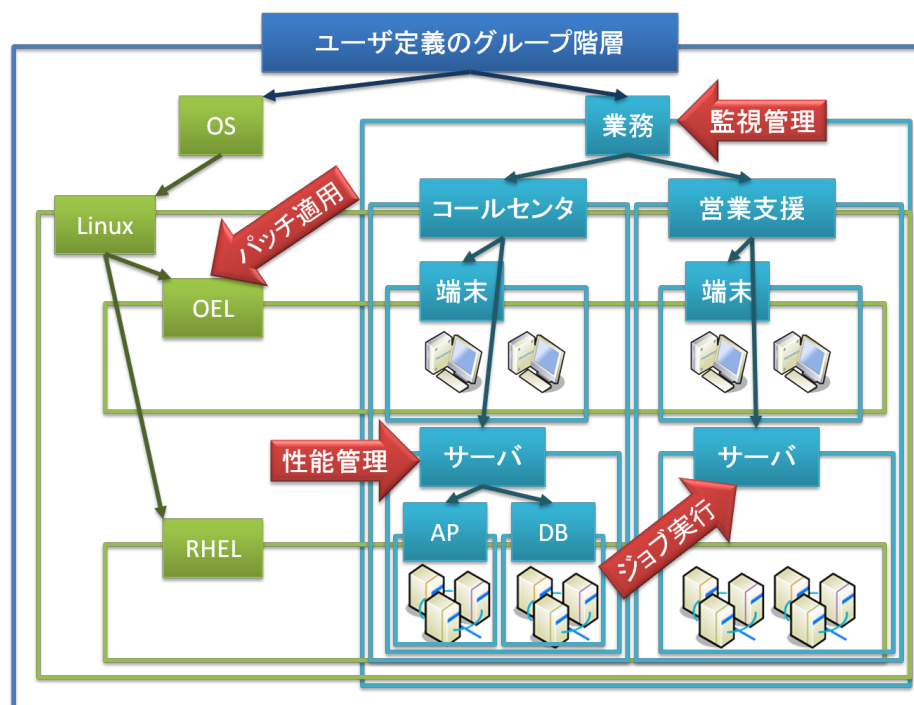 ユーザ定義のグループ階層
OS
業務
監視管理
Linux
パッチ適用
コールセンタ
営業支援
OEL
端末
端末
性能管理
サーバ
サーバ
RHEL
AP
DB
ジョブ実行